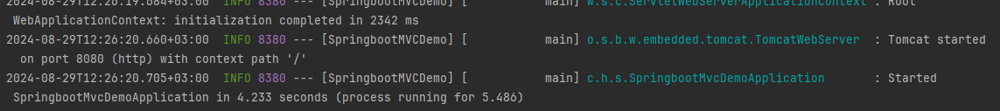 2024-08-29T12:26:19.684+03:00  INFO 8380 --- [SpringbootMVCDemo] [           main] w.s.c.ServletWebServerApplicationContext : Root
WebApplicationContext: initialization completed in 2342 ms
2024-08-29T12:26:20.660+03:00  INFO 8380 --- [SpringbootMVCDemo] [           main] o.s.b.w.embedded.tomcat.TomcatWebServer  : Tomcat started
on port 8080 (http) with context path '/'
2024-08-29T12:26:20.705+03:00  INFO 8380 --- [SpringbootMVCDemo] [           main] c.h.s.SpringbootMvcDemoApplication       : Started
SpringbootMvcDemoApplication in 4.233 seconds (process running for 5.486)